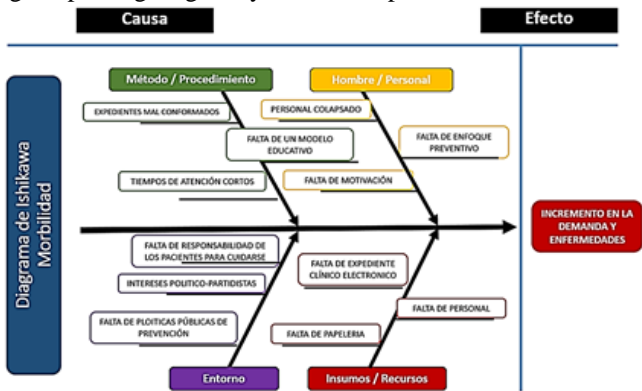 Causa
Efecto
Método / Procedimiento
Hombre / Personal
EXPEDIENTES MAL CONFORMADOS
PERSONAL COLAPSADO
FALTA DE UN MODELO
EDUCATIVO
FALTA DE ENFOQUE
PREVENTIVO
TIEMPOS DE ATENCIÓN CORTOS
FALTA DE MOTIVACIÓN
Diagrama de Ishikawa
Morbilidad
INCREMENTO EN LA
DEMANDA Y
ENFERMEDADES
FALTA DE RESPONSABILIDAD DE
LOS PACIENTES PARA CUIDARSE
FALTA DE EXPEDIENTE
CLÍNICO ELECTRONICO
INTERESES POLITICO-PARTIDISTAS
FALTA DE PERSONAL
FALTA DE PLOITICAS PÚBLICAS DE
PREVENCIÓN
FALTA DE PAPELERIA
Entorno
Insumos / Recursos